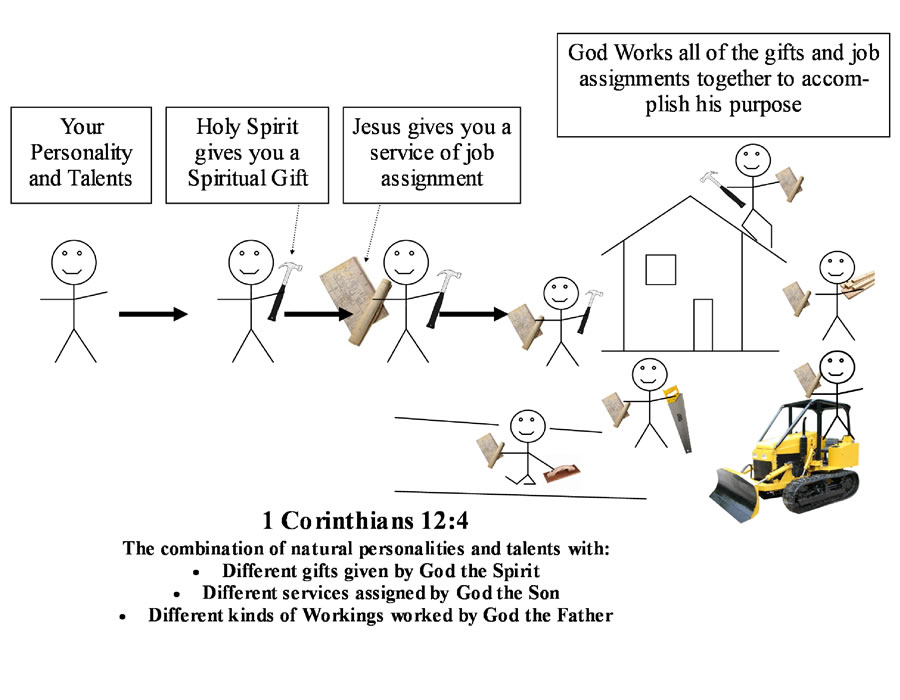 God Works all of the gifts and job
assignments together to accom-
plish his purpose
Your
Personality
and Talents
Holy Spirit
gives you a
Spiritual Gift
Jesus gives you a
service of job
assignment
1 Corinthians 12:4
The combination of natural personalities and talents with:
• Different gifts given by God the Spirit
• Different services assigned by God the Son
• Different kinds of Workings worked by God the Father